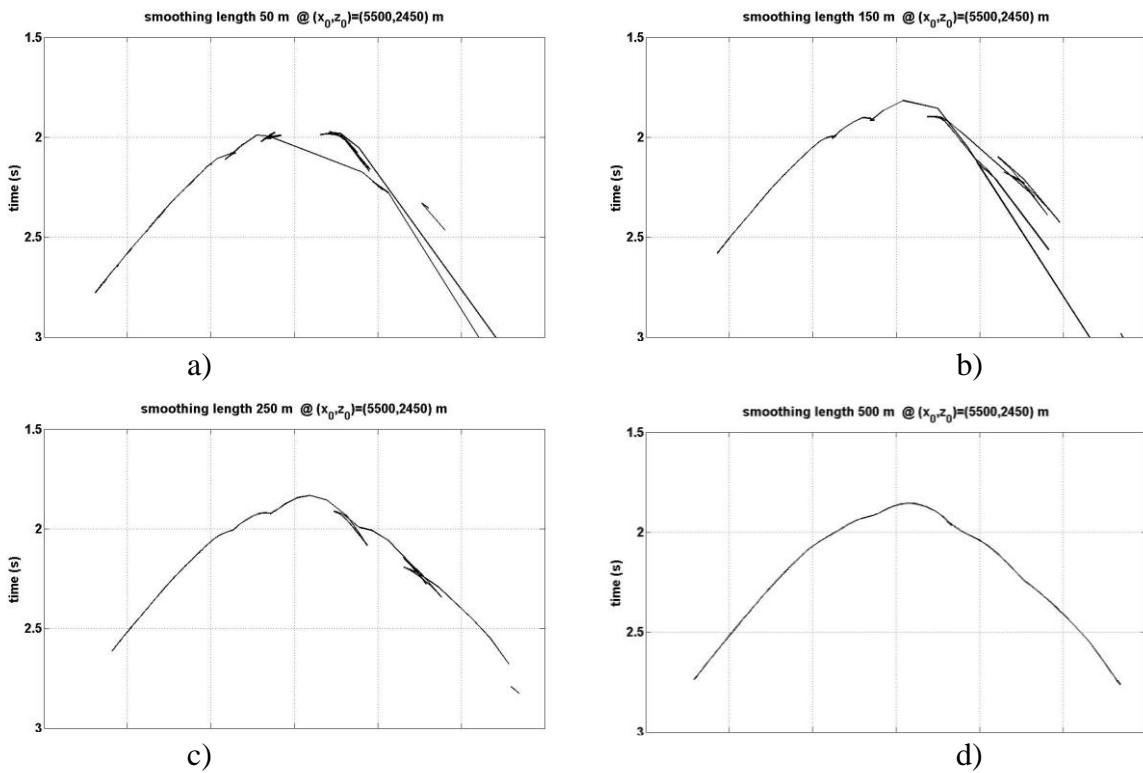 smoothing length 50 m @ (x0,z0)=(5500,2450) m
1.5
2
2.5
3
time (s)
a)
smoothing length 150 m @ (x0,z0)=(5500,2450) m
1.5
2
2.5
3
time (s)
b)
smoothing length 250 m @ (x0,z0)=(5500,2450) m
1.5
2
2.5
3
time (s)
c)
smoothing length 500 m @ (x0,z0)=(5500,2450) m
1.5
2
2.5
3
time (s)
d)